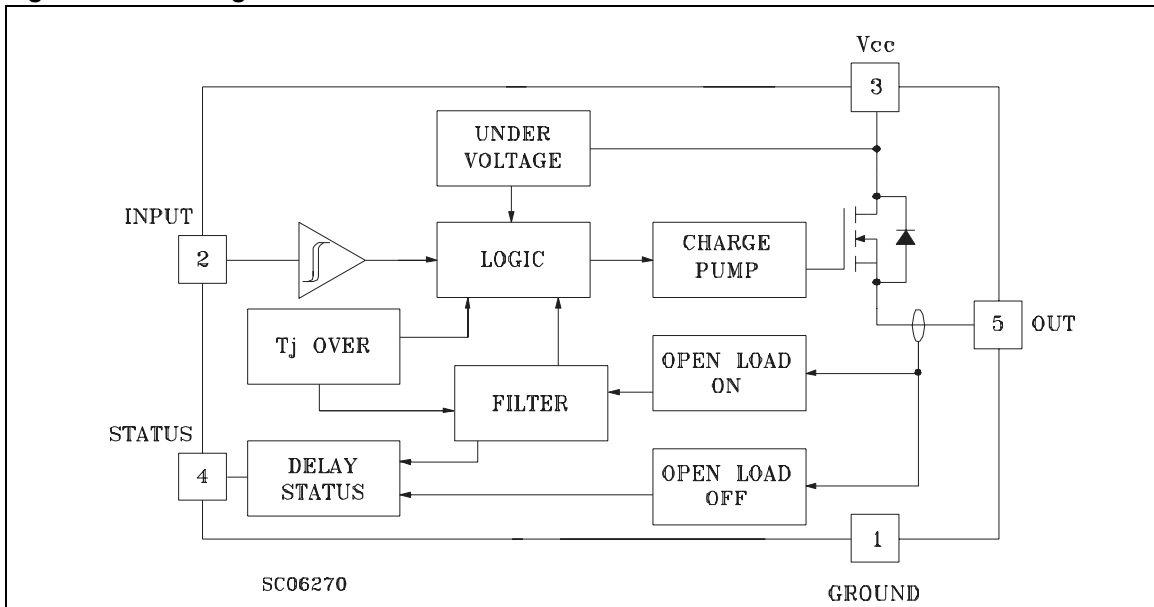 Vcc
3
UNDER
VOLTAGE
INPUT
2
LOGIC
CHARGE
PUMP
Tj OVER
5
OUT
OPEN LOAD
ON
FILTER
STATUS
4
DELAY
STATUS
OPEN LOAD
OFF
1
SC06270
GROUND